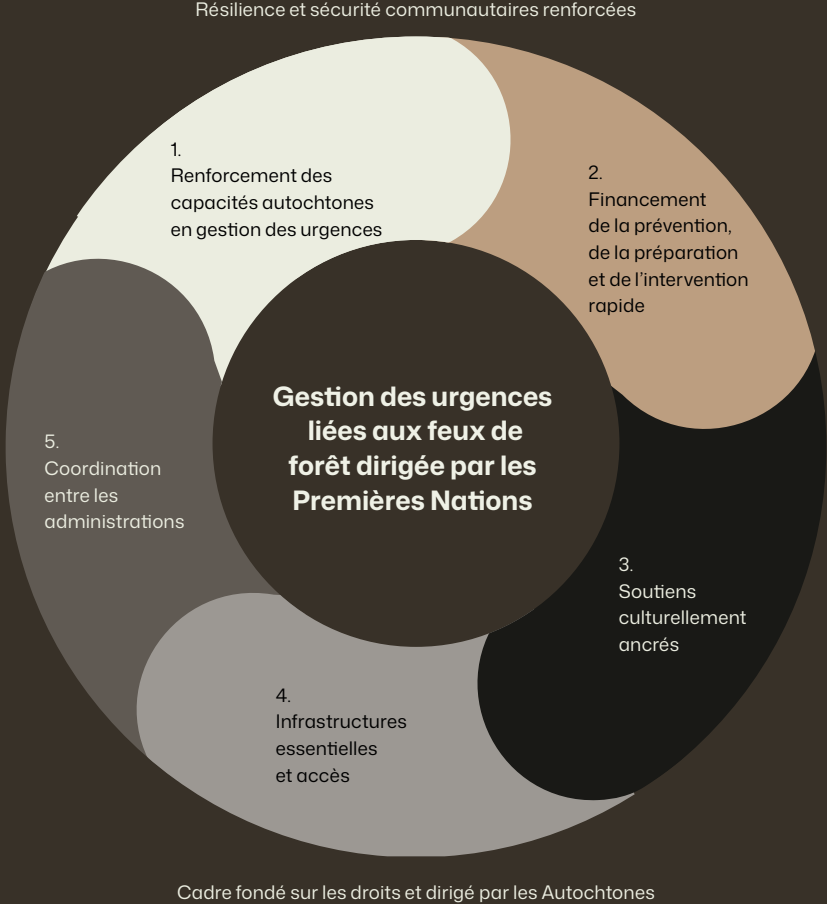 Résilience et sécurité communautaires renforcées
1.
Renforcement des
capacités autochtones
en gestion des urgences
2.
Financement
de la prévention,
de la préparation
et de l’intervention
rapide
Gestion des urgences
liées aux feux de
forêt dirigée par les
Premières Nations
3.
Soutiens
culturellement
ancrés
4.
Infrastructures
essentielles
et accès
5.
Coordination
entre les
administrations
Cadre fondé sur les droits et dirigé par les Autochtones